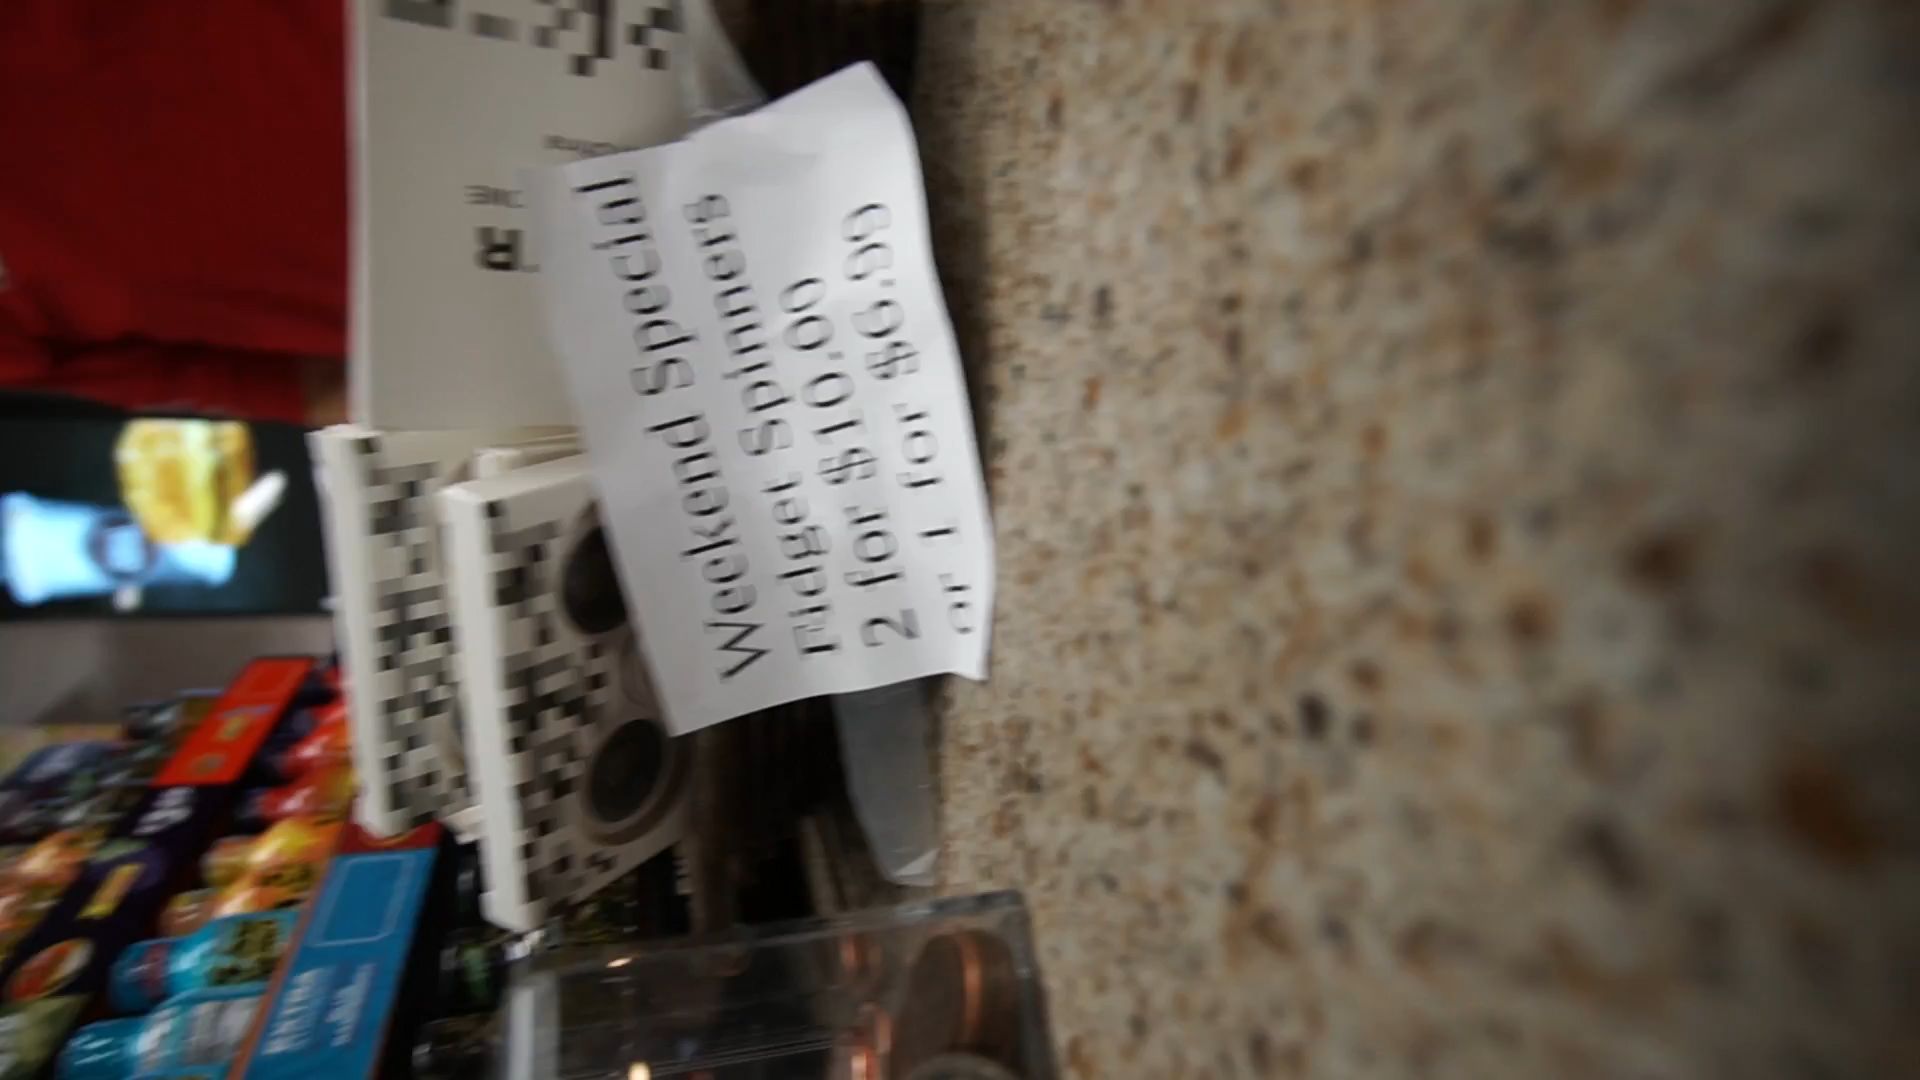 Weekend Special
Fidget Spinners
2 for $10.00
or 1 for $6.99